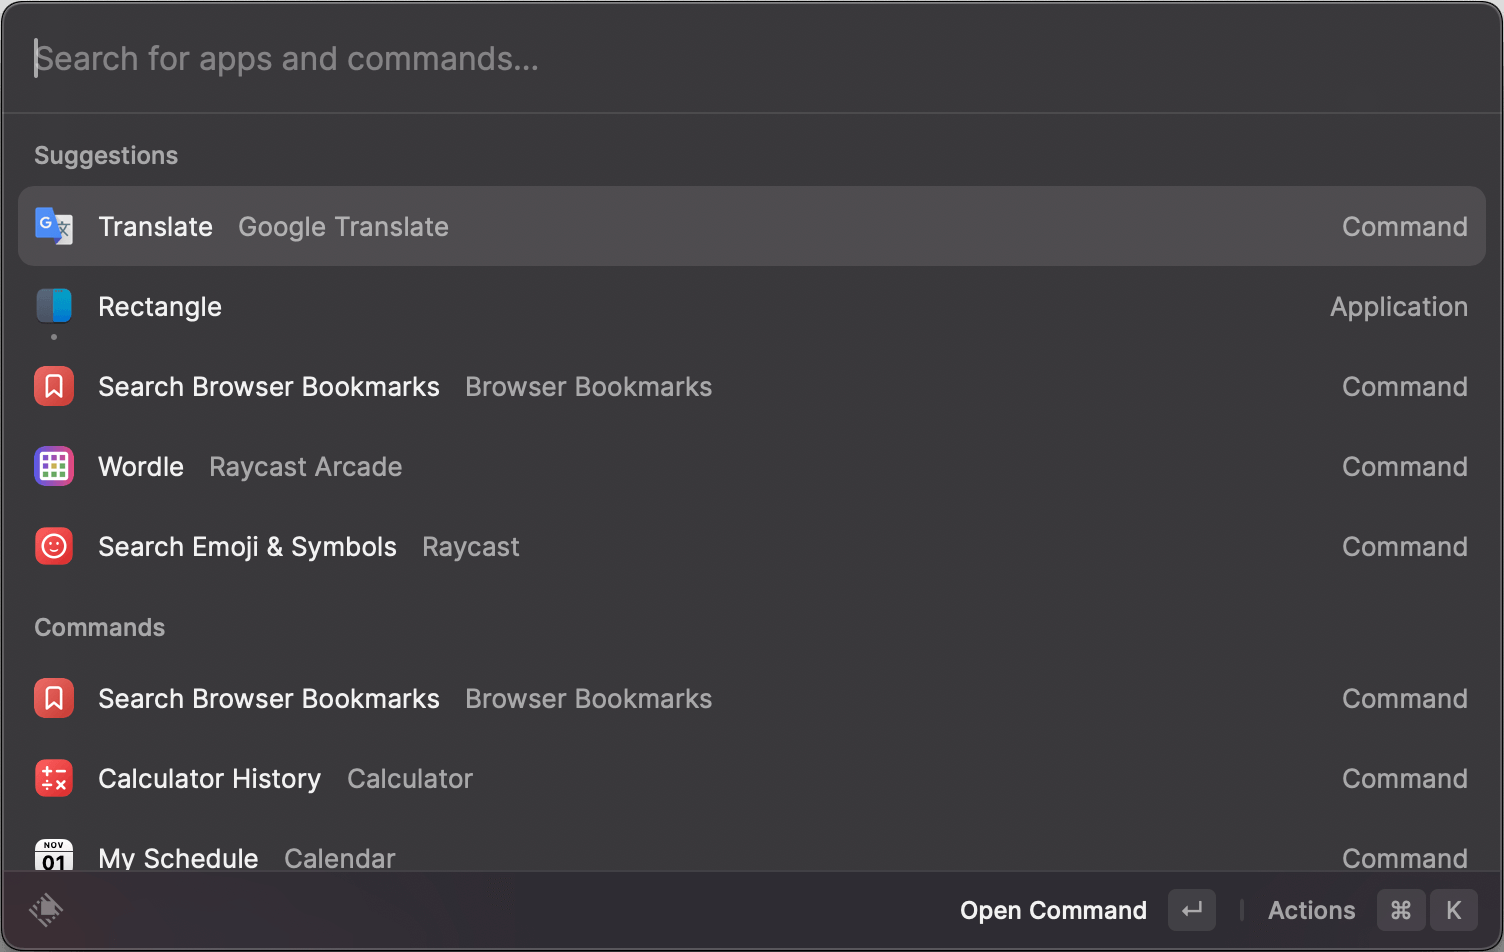 Search for apps and commands...
Suggestions
G 文 Translate Google Translate Command
Rectangle Application
Search Browser Bookmarks Browser Bookmarks Command
Wordle Raycast Arcade Command
Search Emoji & Symbols Raycast Command
Commands
Search Browser Bookmarks Browser Bookmarks Command
Calculator History Calculator Command
NOV
01 My Schedule Calendar Command
Open Command ↵ | Actions ⌘ K